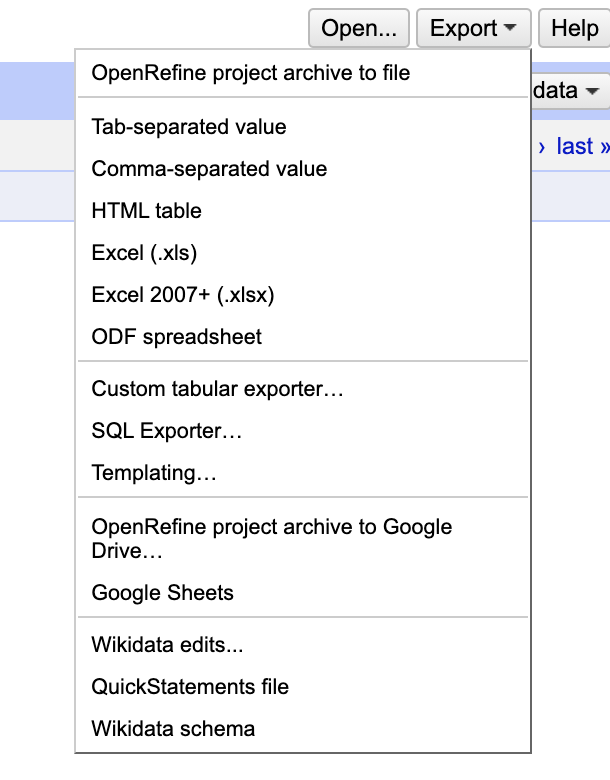 Open... Export Help
OpenRefine project archive to file
data
Tab-separated value
› last »
Comma-separated value
HTML table
Excel (.xls)
Excel 2007+ (.xlsx)
ODF spreadsheet
Custom tabular exporter…
SQL Exporter…
Templating…
OpenRefine project archive to Google
Drive…
Google Sheets
Wikidata edits...
QuickStatements file
Wikidata schema